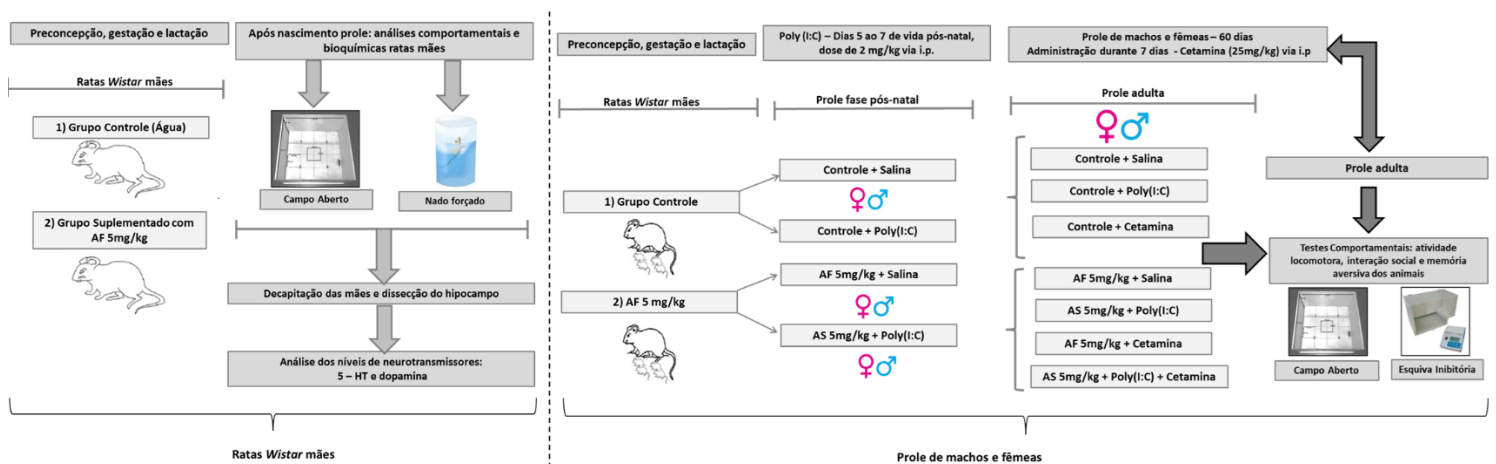 Preconcepção, gestação e lactação
Após nascimento prole: análises comportamentais e
bioquímicas ratas mães
Ratas Wistar mães
1) Grupo Controle (Água)
2) Grupo Suplementado com
AF 5mg/kg
Campo Aberto
Nado forçado
Decapitação das mães e dissecção do hipocampo
Análise dos níveis de neurotransmissores:
5 – HT e dopamina
Ratas Wistar mães
Preconcepção, gestação e lactação
Poly (I:C) – Dias 5 ao 7 de vida pós-natal,
dose de 2 mg/kg via i.p.
Prole de machos e fêmeas – 60 dias
Administração durante 7 dias - Cetamina (25mg/kg) via i.p
Ratas Wistar mães
Prole fase pós-natal
Prole adulta
1) Grupo Controle
2) AF 5 mg/kg
Controle + Salina
Controle + Poly(I:C)
AF 5mg/kg + Salina
AS 5mg/kg + Poly(I:C)
Controle + Salina
Controle + Poly(I:C)
Controle + Cetamina
AF 5mg/kg + Salina
AS 5mg/kg + Poly(I:C)
AF 5mg/kg + Cetamina
AS 5mg/kg + Poly(I:C) + Cetamina
Prole adulta
Testes Comportamentais: atividade
locomotora, interação social e memória
aversiva dos animais
Campo Aberto
Esquiva Inibitória
Prole de machos e fêmeas